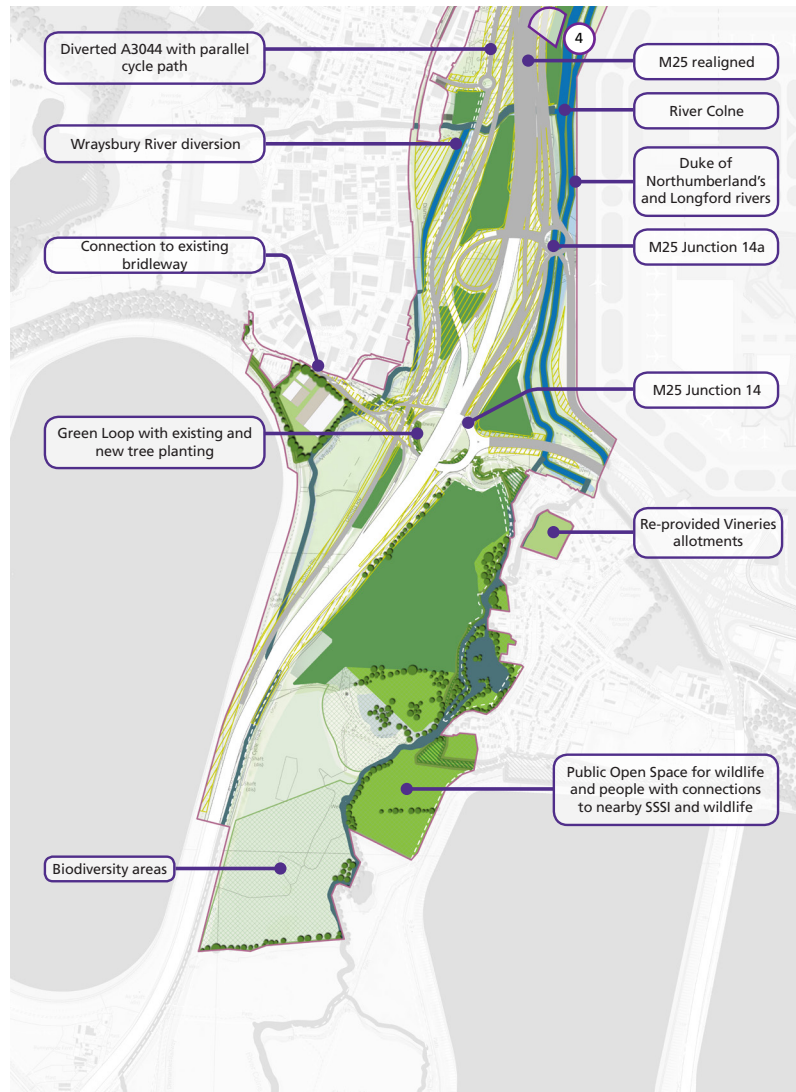 Diverted A3044 with parallel
cycle path
4
M25 realigned
River Colne
Wraysbury River diversion
Duke of
Northumberland's
and Longford rivers
M25 Junction 14a
Connection to existing
bridleway
M25 Junction 14
Green Loop with existing and
new tree planting
Re-provided Vineries
allotments
Public Open Space for wildlife
and people with connections
to nearby SSSI and wildlife
Biodiversity areas